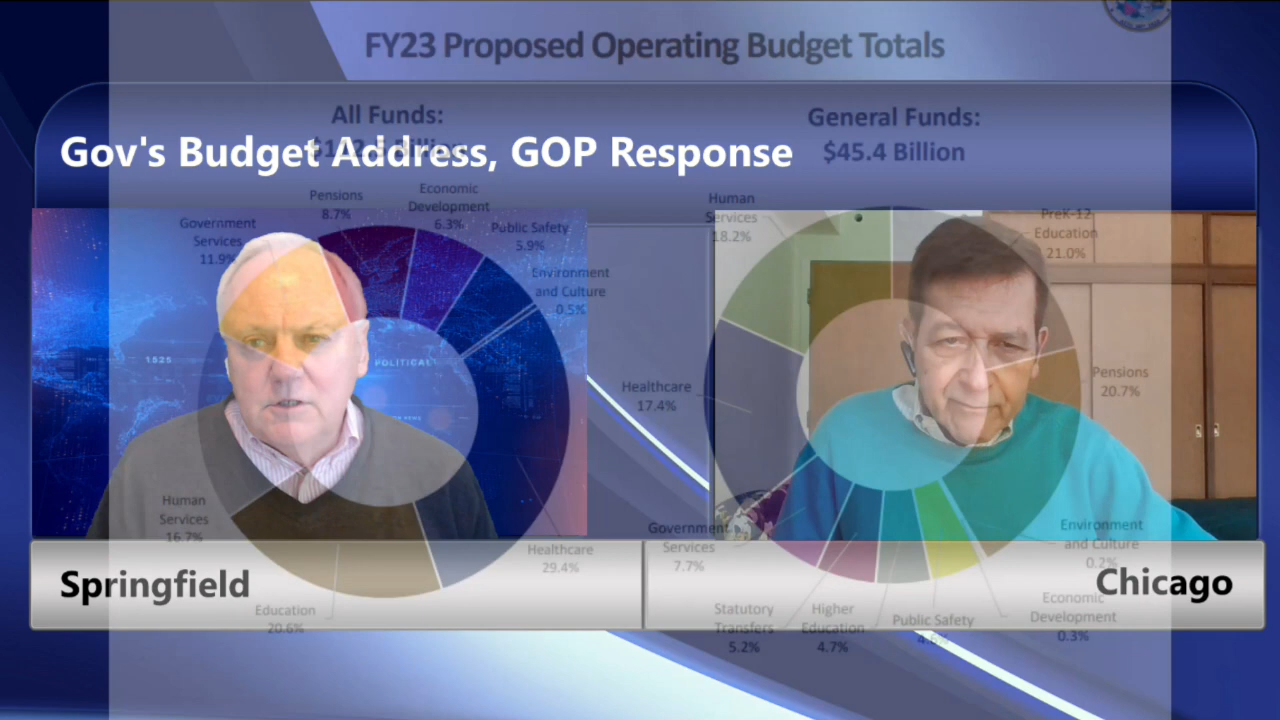 FY23 Proposed Operating Budget Totals
All Funds:
General Funds:
Gov's Budget Address, GOP Response
$45.4 Billion
Pensions
8.7%
Economic
Development
6.3%
Government
Services
11.9%
Public Safety
5.9%
Environment
and Culture
0.5%
Human
Services
18.2%
PreK-12
Education
21.0%
1525
POLITICAL
Healthcare
17.4%
Pensions
20.7%
Human
Services
16.7%
Healthcare
29.4%
Education
20.6%
Government
Services
7.7%
Environment
and Culture
0.2%
Springfield
Chicago
Statutory
Transfers
5.2%
Higher
Education
4.7%
Public Safety
Economic
Development
0.3%